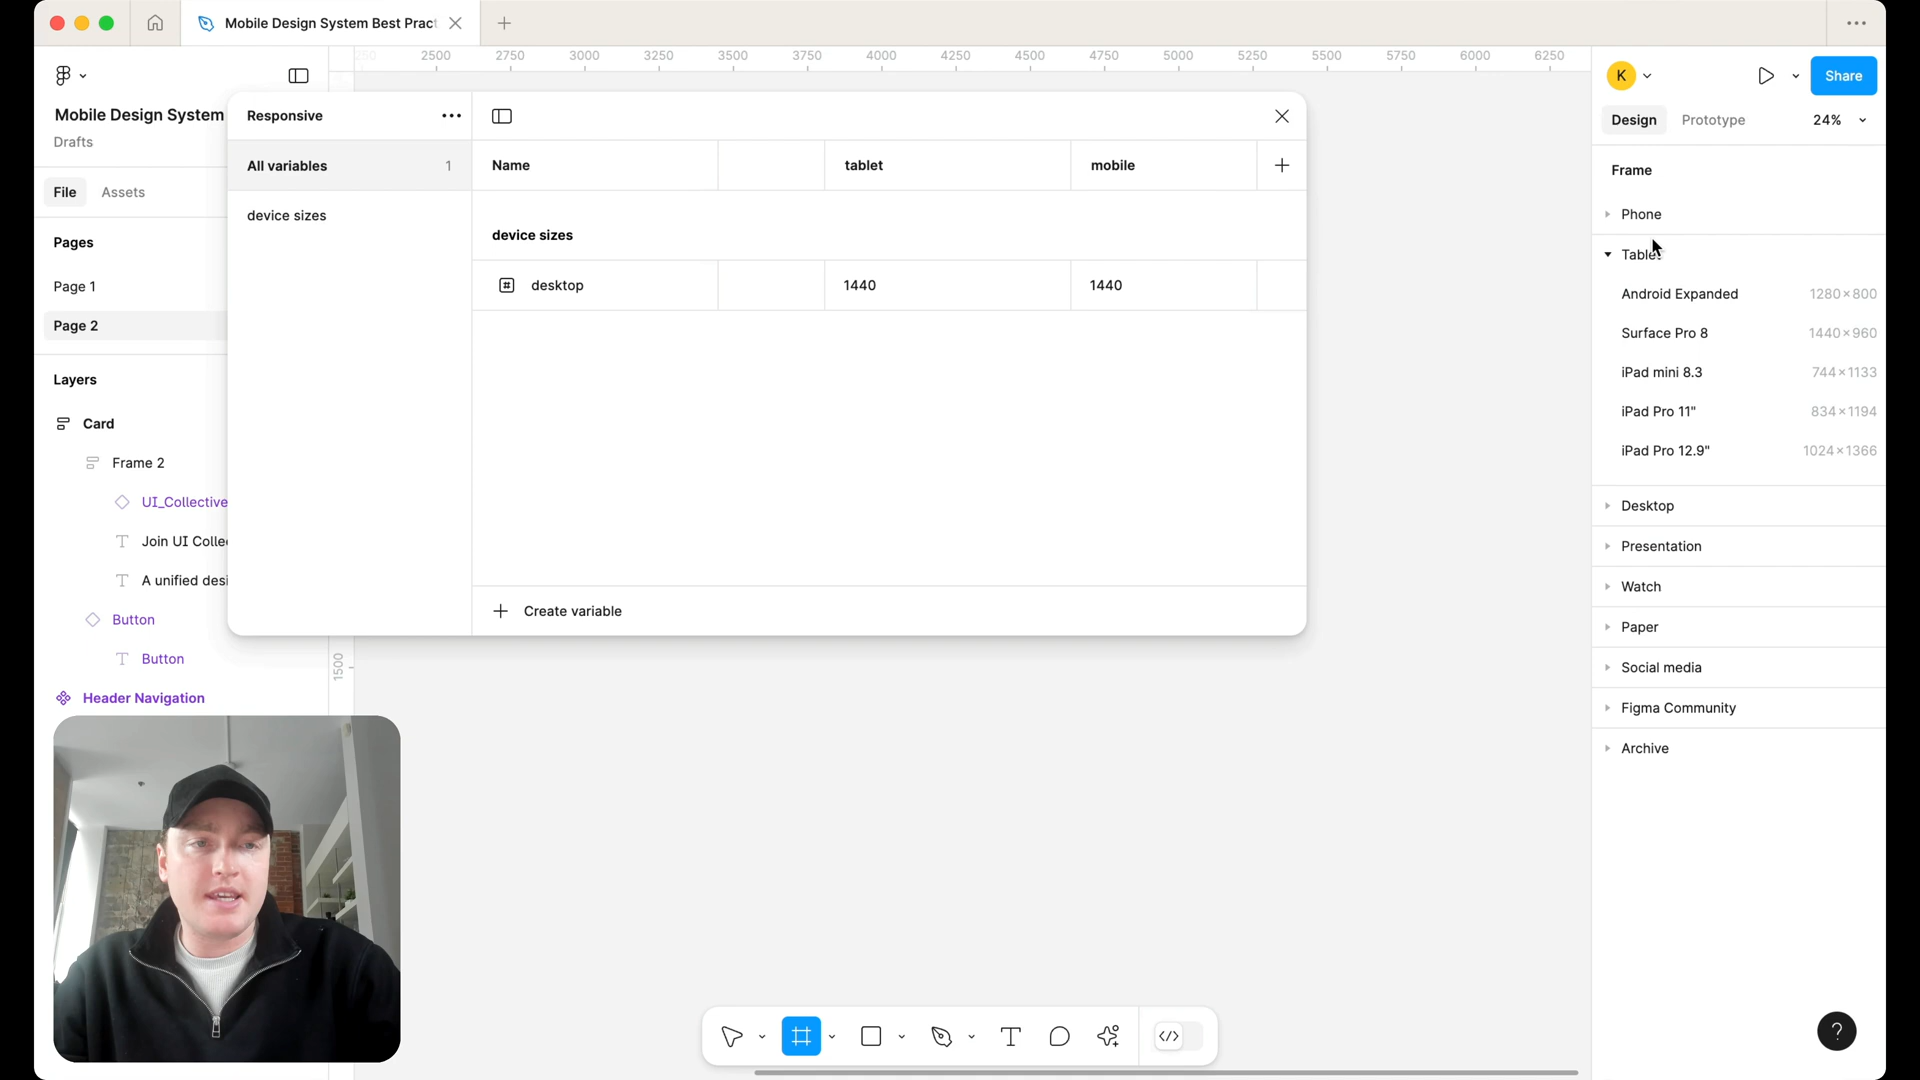 Mobile Design System Best Pract
250 2500 2750 3000 3250 3500 3750 4000 4250 4500 4750 5000 5250 5500 5750 6000 6250
K
Share
Mobile Design System
Drafts
Design
Prototype
24%
File
Assets
Pages
Page 1
Page 2
Layers
Card
Frame 2
UI_Collective
Join UI Colle
A unified desi
Button
Button
Header Navigation
1500
Responsive
All variables 1
device sizes
Name tablet mobile
device sizes
desktop 1440 1440
Create variable
Frame
Phone
Tablet
Android Expanded 1280×800
Surface Pro 8 1440×960
iPad mini 8.3 744×1133
iPad Pro 11" 834×1194
iPad Pro 12.9" 1024×1366
Desktop
Presentation
Watch
Paper
Social media
Figma Community
Archive
?